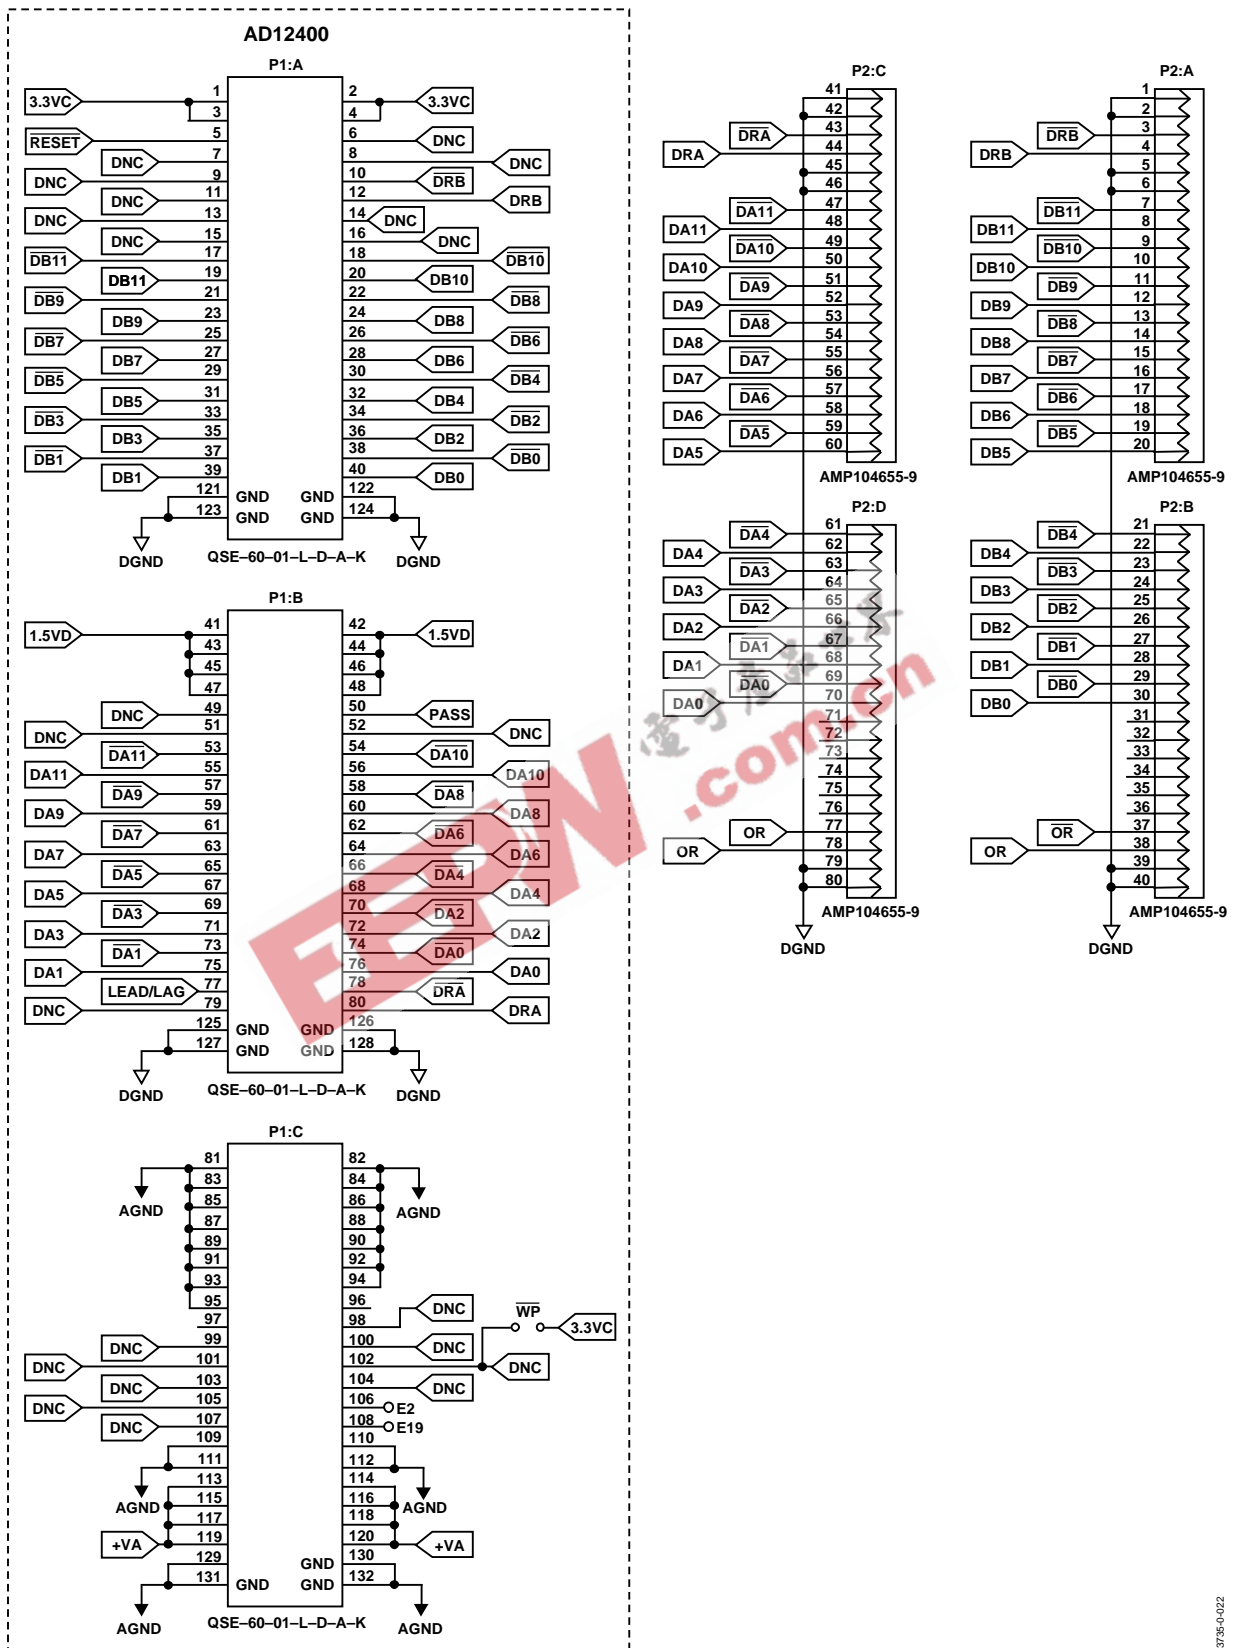 AD12400
P1:A
3.3VC 1 2 3.3VC
3 4
RESET 5 6 DNC
DNC 7 8 DNC
DNC 9 10 DRB
DNC 11 12 DRB
DNC 13 14 DNC
DNC 15 16 DNC
DB11 17 18 DB10
DB11 19 20 DB10
DB9 21 22 DB8
DB9 23 24 DB8
DB7 25 26 DB6
DB7 27 28 DB6
DB5 29 30 DB4
DB5 31 32 DB4
DB3 33 34 DB2
DB3 35 36 DB2
DB1 37 38 DB0
DB1 39 40 DB0
121 GND GND 122
123 GND GND 124
DGND QSE–60–01–L–D–A–K DGND
P1:B
1.5VD 41 42 1.5VD
43 44
45 46
47 48
DNC 49 50 PASS
DNC 51 52 DNC
DA11 53 54 DA10
DA11 55 56 DA10
DA9 57 58 DA8
DA9 59 60 DA8
DA7 61 62 DA6
DA7 63 64 DA6
DA5 65 66 DA4
DA5 67 68 DA4
DA3 69 70 DA2
DA3 71 72 DA2
DA1 73 74 DA0
DA1 75 76 DA0
LEAD/LAG 77 78 DRA
DNC 79 80 DRA
125 GND GND 126
127 GND GND 128
DGND QSE–60–01–L–D–A–K DGND
P1:C
81 82
83 84
AGND 85 86 AGND
87 88
89 90
91 92
93 94
95 96
97 98 DNC WP 3.3VC
DNC 99 100 DNC
DNC 101 102 DNC
DNC 103 104 DNC
DNC 105 106 E2
DNC 107 108 E19
109 110
111 112
113 114
AGND 115 116 AGND
117 118
+VA 119 120 +VA
129 GND 130
131 GND GND 132
AGND QSE–60–01–L–D–A–K AGND
P2:C
41
42
DRA 43
DRA 44
45
46
DA11 47
DA11 48
DA10 49
DA10 50
DA9 51
DA9 52
DA8 53
DA8 54
DA7 55
DA7 56
DA6 57
DA6 58
DA5 59
DA5 60
AMP104655-9
P2:D
DA4 61
DA4 62
DA3 63
DA3 64
DA2 65
DA2 66
DA1 67
DA1 68
DA0 69
DA0 70
71
72
73
74
75
76
OR 77
OR 78
79
80
AMP104655-9
DGND
P2:A
1
2
DRB 3
DRB 4
5
6
DB11 7
DB11 8
DB10 9
DB10 10
DB9 11
DB9 12
DB8 13
DB8 14
DB7 15
DB7 16
DB6 17
DB6 18
DB5 19
DB5 20
AMP104655-9
P2:B
DB4 21
DB4 22
DB3 23
DB3 24
DB2 25
DB2 26
DB1 27
DB1 28
DB0 29
DB0 30
31
32
33
34
35
36
OR 37
OR 38
39
40
AMP104655-9
DGND
EEPW
.com.cn
3735-0-022